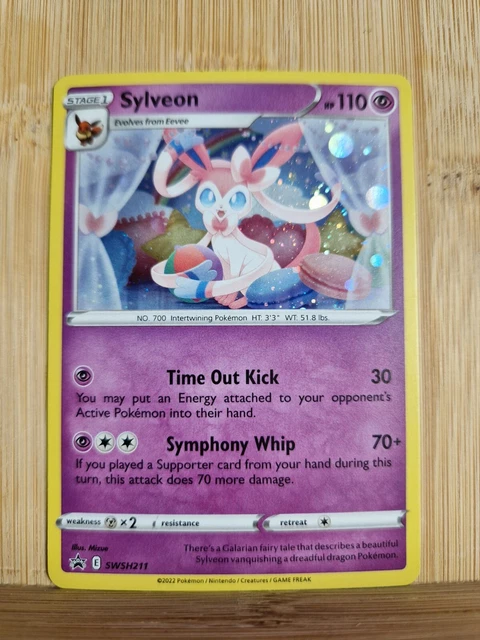 STAGE 1 Sylveon HP 110
Evolves from Eevee
NO. 700 Intertwining Pokémon HT: 3'3" WT: 51.8 lbs.
Time Out Kick 30
You may put an Energy attached to your opponent's
Active Pokémon into their hand.
Symphony Whip 70+
If you played a Supporter card from your hand during this
turn, this attack does 70 more damage.
weakness ×2 resistance retreat
Illus. Mizue
There's a Galarian fairy tale that describes a beautiful
Sylveon vanquishing a dreadful dragon Pokémon.
E SWSH211
©2022 Pokémon / Nintendo / Creatures / GAME FREAK